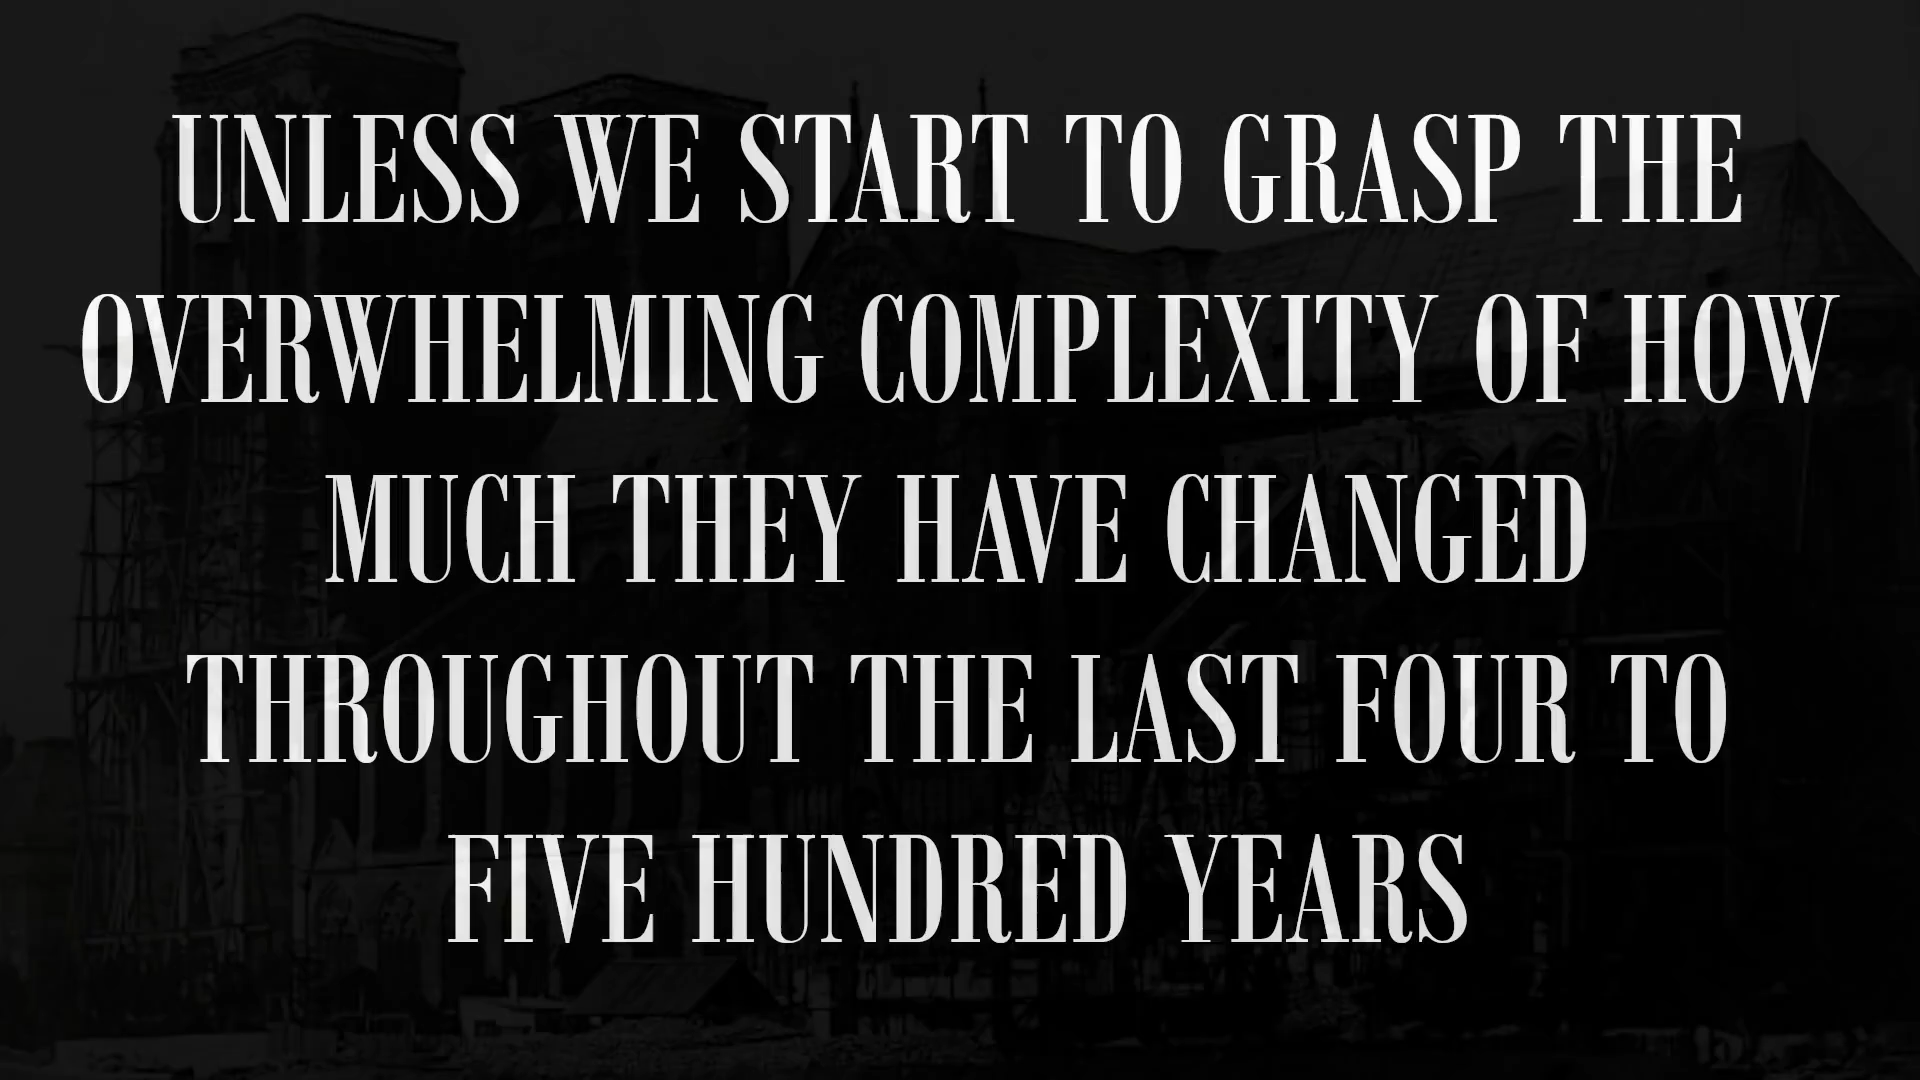 UNLESS WE START TO GRASP THE
OVERWHELMING COMPLEXITY OF HOW
MUCH THEY HAVE CHANGED
THROUGHOUT THE LAST FOUR TO
FIVE HUNDRED YEARS